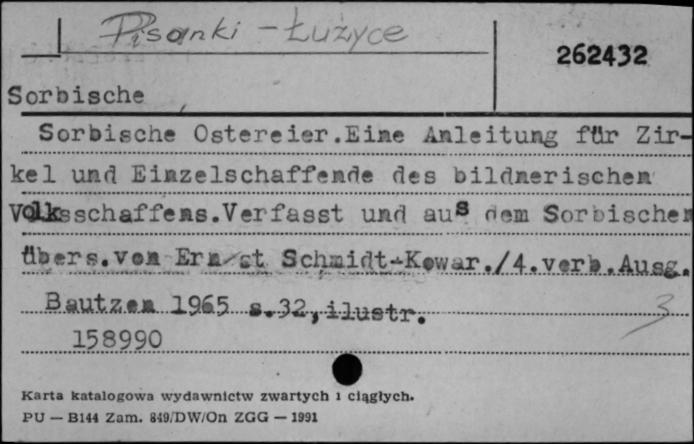 Pisanki - Łużyce
262432
Sorbische
Sorbische Ostereier.Eine Anleitung für Zir-
kel und Einzelschaffende des bildnerischen
Volksschaffens.Verfasst und aus dem Sorbischen
übers.von Ernst Schmidt-Kowar./4.verb.Ausg.
Bautzen 1965 s.32,ilustr.
3
158990
Karta katalogowa wydawnictw zwartych i ciągłych.
PU — B144 Zam. 849/DW/On ZGG — 1991